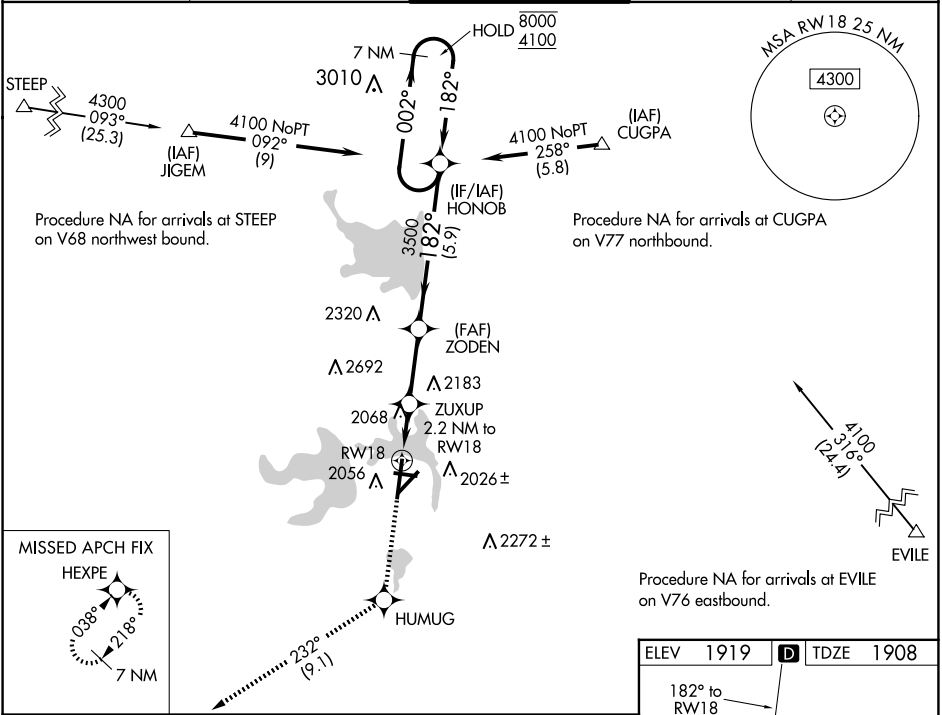 HOLD 8000
4100
7 NM
3010
002°
182°
MSA RW18 25 NM
4300
STEEP
4300
093°
(25.3)
(IAF)
JIGEM
4100 NoPT
092°
(9)
4100 NoPT
258°
(5.8)
(IAF)
CUGPA
(IF/IAF)
HONOB
Procedure NA for arrivals at STEEP
on V68 northwest bound.
Procedure NA for arrivals at CUGPA
on V77 northbound.
3500
182°
(5.9)
2320
(FAF)
ZODEN
2692
2183
2068
ZUXUP
2.2 NM to
RW18
RW18
2056
2026±
2272±
4100
316°
(24.4)
EVILE
Procedure NA for arrivals at EVILE
on V76 eastbound.
HUMUG
232°
(9.1)
MISSED APCH FIX
HEXPE
038°
218°
7 NM
ELEV 1919 D TDZE 1908
182° to
RW18